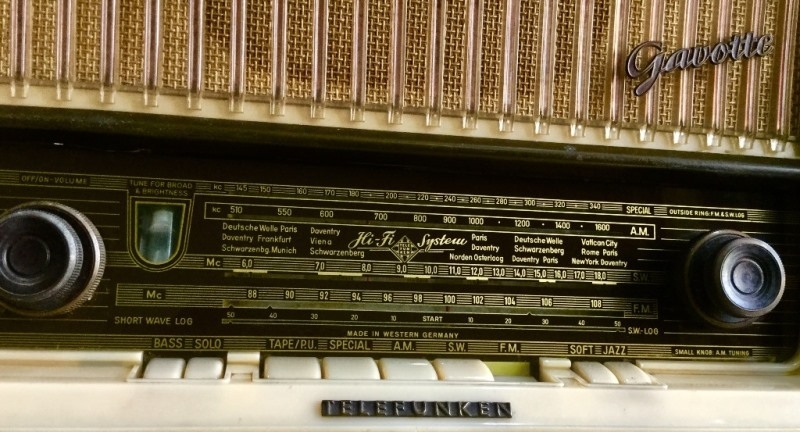 Gavotte
OFF/ON-VOLUME
TUNE FOR BROAD
& BRIGHTNESS
kc 145 150 160 170 180 190 200 220 240 260 280 300 320 340 SPECIAL
OUTSIDE RING: F.M. & S.W. LOG
kc 510 550 600 700 800 900 1000 1200 1400 1600 A.M.
Deutsche Welle Paris
Daventry Frankfurt
Schwarzenbg. Munich
Daventry
Viena
Schwarzenberg
Hi-Fi System
Paris
Daventry
Norden Osterloog
Deutsche Welle
Schwarzenberg
Daventry Paris
Vatican City
Rome Paris
New York Daventry
Mc 6,0 7,0 8,0 9,0 10,0 11,0 12,0 13,0 14,0 15,0 16,0 17,0 18,0 S.W.
Mc 88 90 92 94 96 98 100 102 104 106 108 F.M.
SHORT WAVE LOG 50 40 30 20 10 START 10 20 30 40 50 S.W-LOG
MADE IN WESTERN GERMANY
BASS SOLO TAPE/P.U. SPECIAL A.M. S.W. F.M. SOFT JAZZ
SMALL KNOB A.M. TUNING
TELEFUNKEN